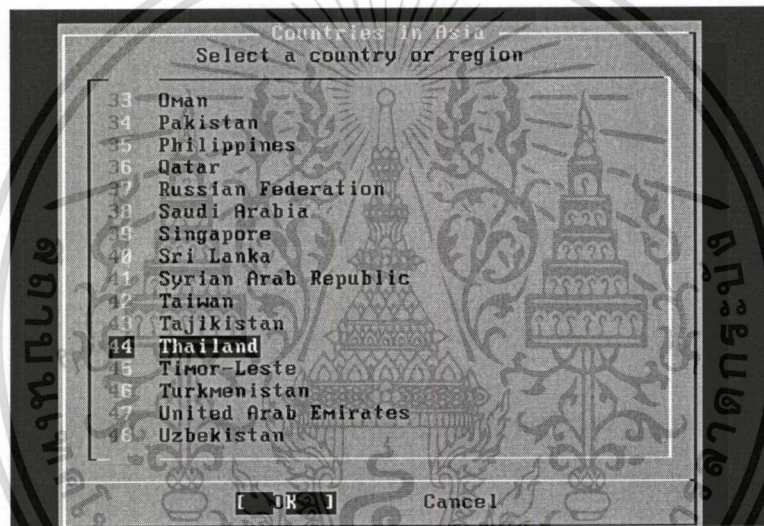 Countries in Asia
Select a country or region
33 Oman
34 Pakistan
35 Philippines
36 Qatar
37 Russian Federation
38 Saudi Arabia
39 Singapore
40 Sri Lanka
41 Syrian Arab Republic
42 Taiwan
43 Tajikistan
44 Thailand
45 Timor-Leste
46 Turkmenistan
47 United Arab Emirates
48 Uzbekistan
[ OK ] Cancel